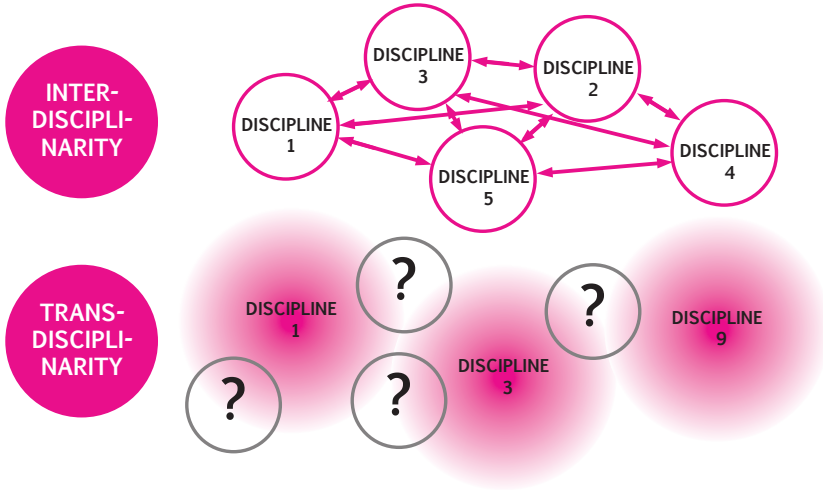 INTER-
DISCIPLI-
NARITY
DISCIPLINE
1
DISCIPLINE
3
DISCIPLINE
2
DISCIPLINE
4
DISCIPLINE
5
TRANS-
DISCIPLI-
NARITY
DISCIPLINE
1
?
?
?
DISCIPLINE
3
?
DISCIPLINE
9